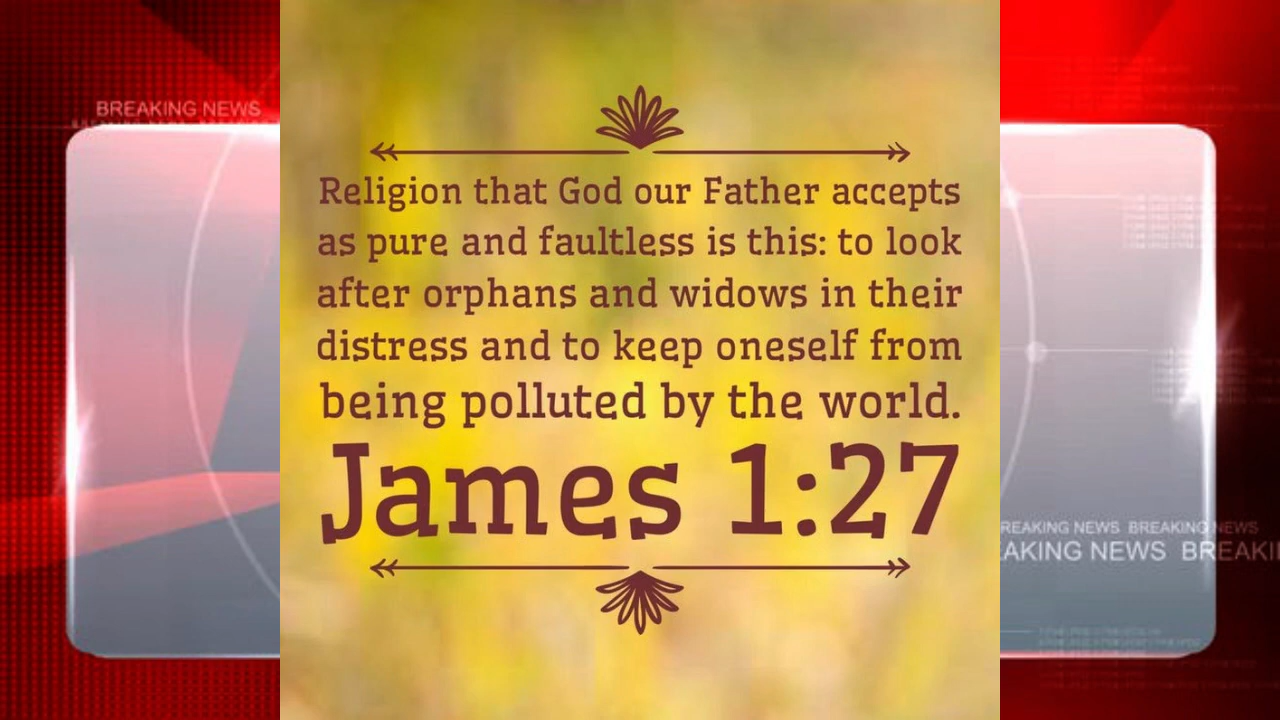 BREAKING NEWS
Religion that God our Father accepts
as pure and faultless is this: to look
after orphans and widows in their
distress and to keep oneself from
being polluted by the world.
James 1:27
REAKING NEWS BREAKING NEWS
EAKING NEWS BREAKI